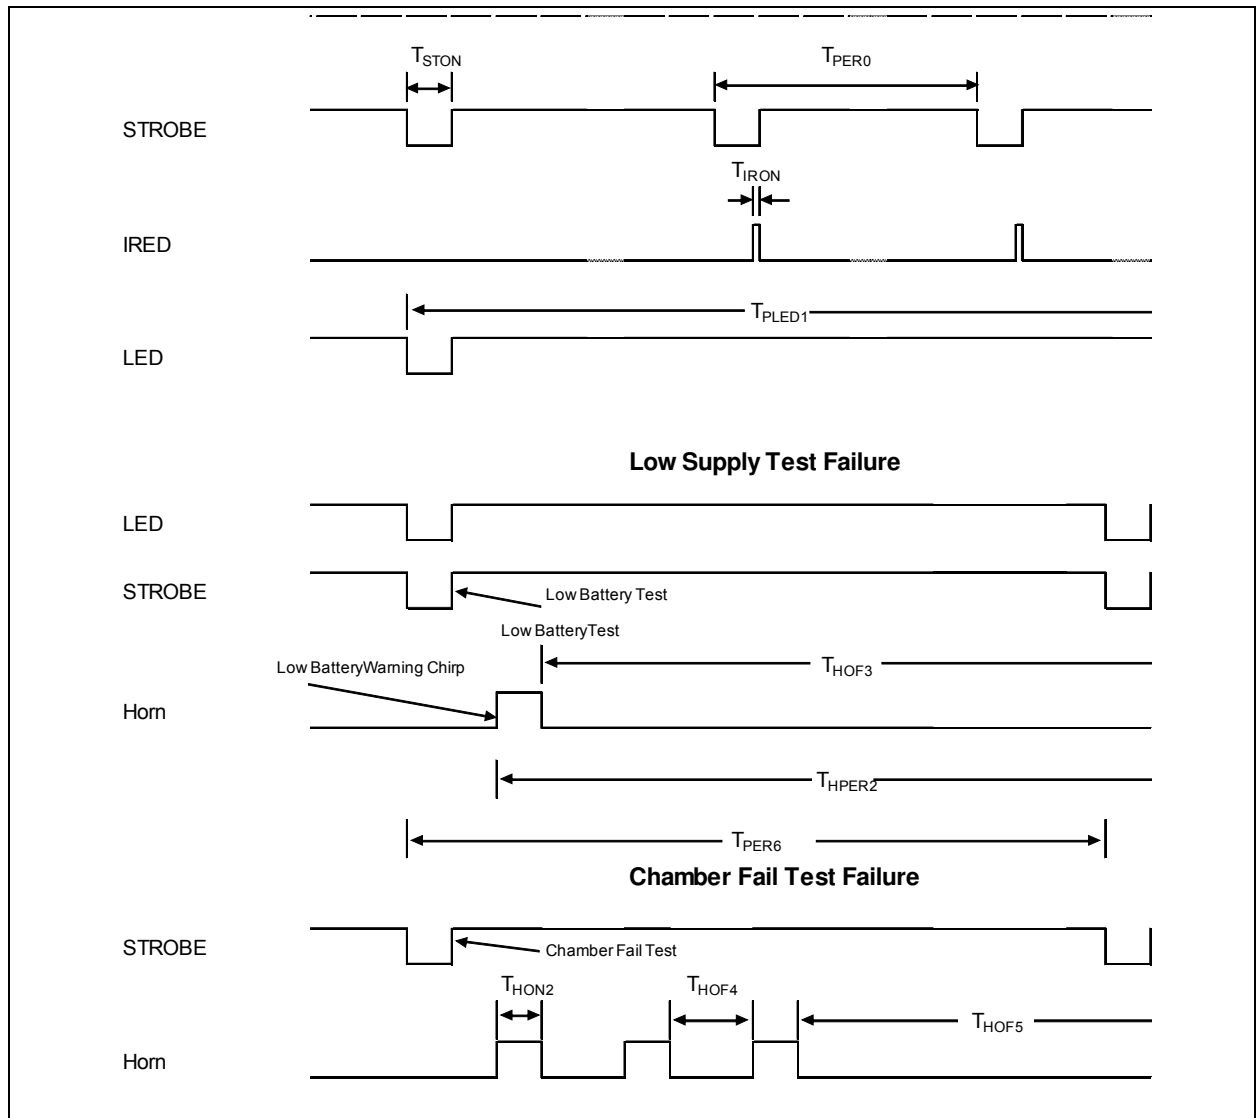 TSTON
TPER0
STROBE
TIRON
IRED
TPLED1
LED
Low Supply Test Failure
LED
STROBE
Low Battery Test
Low BatteryTest
Low BatteryWarning Chirp
THOF3
Horn
THPER2
TPER6
Chamber Fail Test Failure
STROBE
Chamber Fail Test
THON2
THOF4
THOF5
Horn